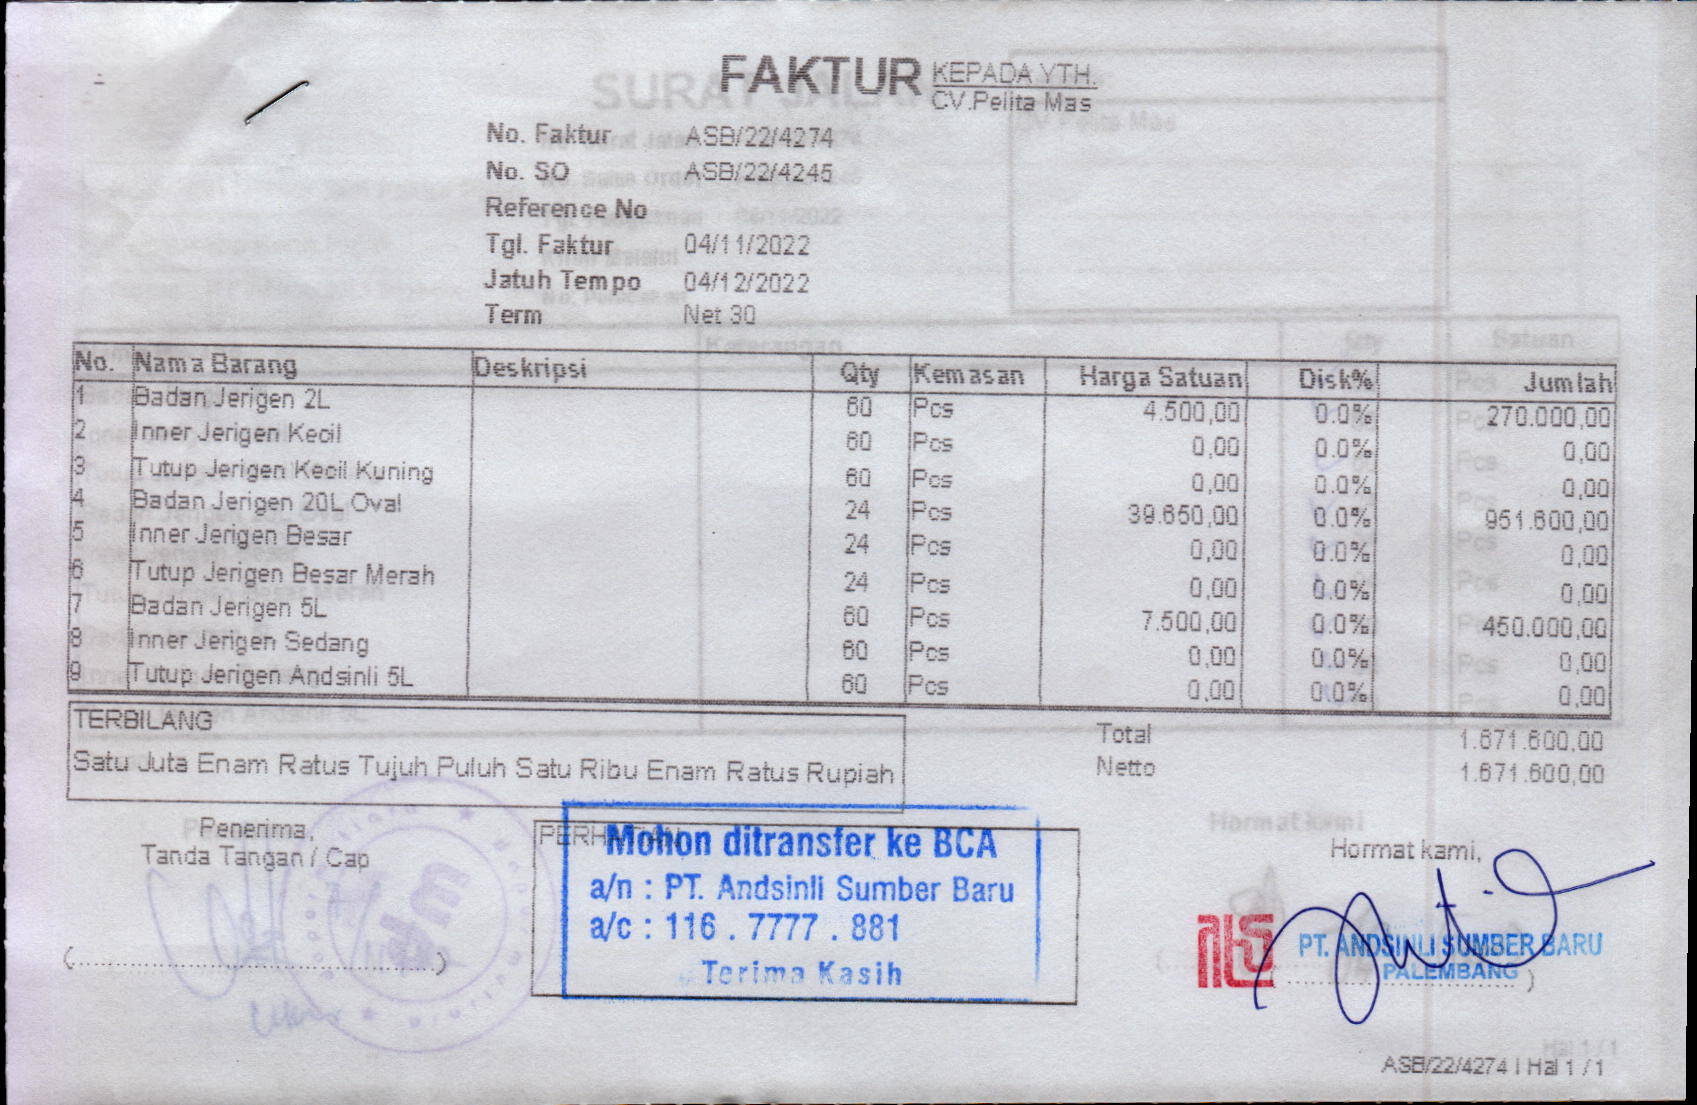 FAKTUR
KEPADA YTH.
CV.Pelita Mas
No. Faktur ASB/22/4274
No. SO ASB/22/4245
Reference No
Tgl. Faktur 04/11/2022
Jatuh Tempo 04/12/2022
Term Net 30
No. Nama Barang Deskripsi Qty Kemasan Harga Satuan Disk% Jumlah
1 Badan Jerigen 2L 60 Pcs 4.500,00 0.0% 270.000,00
2 Inner Jerigen Kecil 60 Pcs 0,00 0.0% 0,00
3 Tutup Jerigen Kecil Kuning 60 Pcs 0,00 0.0% 0,00
4 Badan Jerigen 20L Oval 24 Pcs 39.650,00 0.0% 951.600,00
5 Inner Jerigen Besar 24 Pcs 0,00 0.0% 0,00
6 Tutup Jerigen Besar Merah 24 Pcs 0,00 0.0% 0,00
7 Badan Jerigen 5L 60 Pcs 7.500,00 0.0% 450.000,00
8 Inner Jerigen Sedang 60 Pcs 0,00 0.0% 0,00
9 Tutup Jerigen Andsinli 5L 60 Pcs 0,00 0.0% 0,00
TERBILANG
Satu Juta Enam Ratus Tujuh Puluh Satu Ribu Enam Ratus Rupiah
Total 1.671.600,00
Netto 1.671.600,00
Penerima,
Tanda Tangan / Cap
PERHATIAN
Mohon ditransfer ke BCA
a/n : PT. Andsinli Sumber Baru
a/c : 116 . 7777 . 881
Terima Kasih
Hormat kami,
PT. ANDSINLI SUMBER BARU
PALEMBANG
ASB/22/4274 | Hal 1 / 1